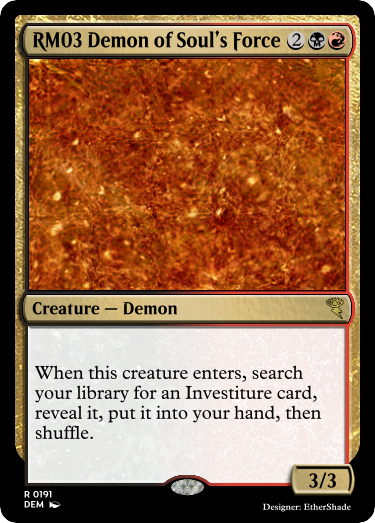 RM03 Demon of Soul's Force 2
Creature — Demon
When this creature enters, search
your library for an Investiture card,
reveal it, put it into your hand, then
shuffle.
3/3
R 0191
DEM
Designer: EtherShade